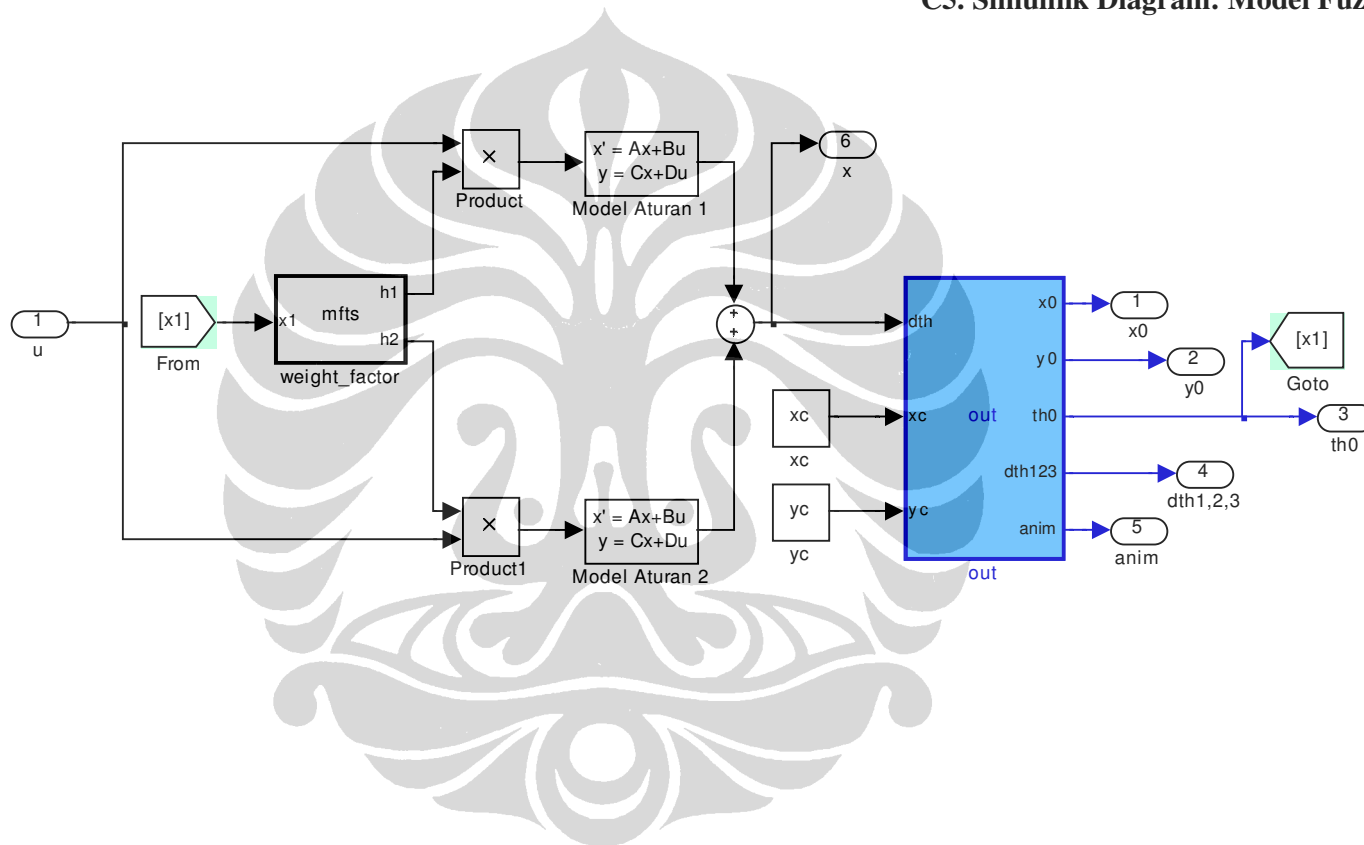 C3. Simulink Diagram: Model Fuz
×
Product
x' = Ax+Bu
y = Cx+Du
Model Aturan 1
6
x
1
u
[x1]
From
x1
mfts
h1
h2
weight_factor
+
+
xc
xc
yc
yc
dth
xc
yc
out
x0
y0
th0
dth123
anim
out
1
x0
2
y0
[x1]
Goto
3
th0
4
dth1,2,3
5
anim
×
Product1
x' = Ax+Bu
y = Cx+Du
Model Aturan 2